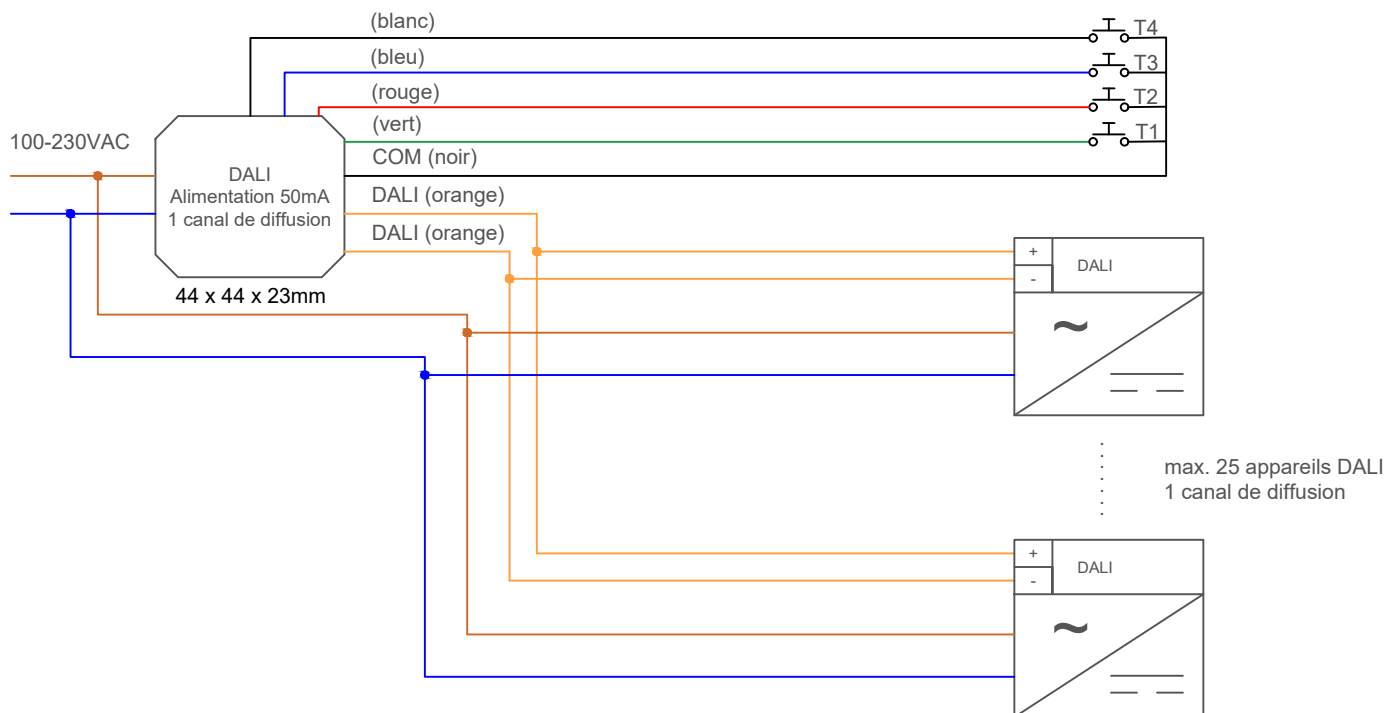 (blanc)
T4
(bleu)
T3
(rouge)
T2
(vert)
T1
100-230VAC
COM (noir)
DALI
Alimentation 50mA
1 canal de diffusion
DALI (orange)
DALI (orange)
44 x 44 x 23mm
+
DALI
-
~
max. 25 appareils DALI
1 canal de diffusion
+
DALI
-
~